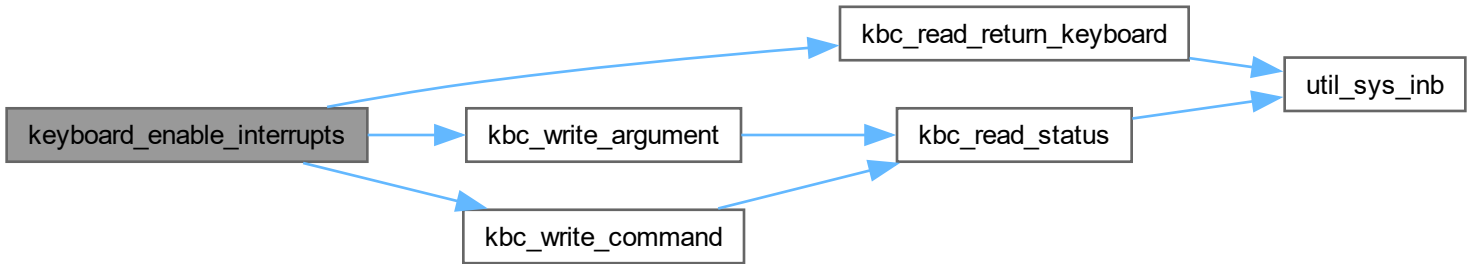 kbc_read_return_keyboard
util_sys_inb
keyboard_enable_interrupts
kbc_write_argument
kbc_read_status
kbc_write_command